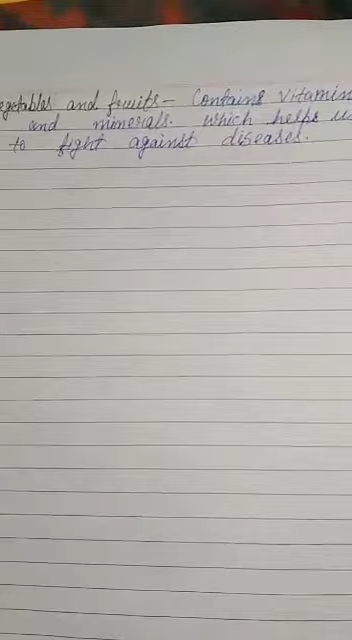 egetables and fruits - Contains vitamin
and minerals. which helps u
to fight against diseases.